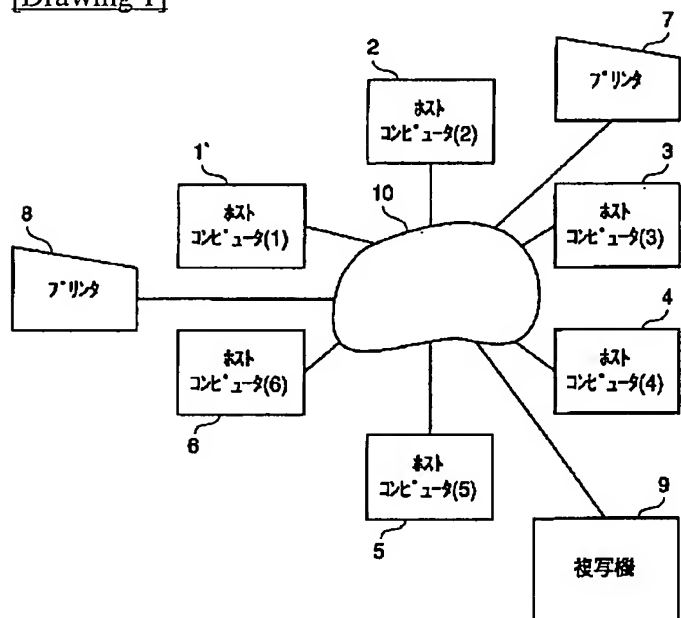 [Drawing 1]
7
プリンタ
2
ホスト
コンピュータ(2)
1
ホスト
コンピュータ(1)
10
3
ホスト
コンピュータ(3)
8
プリンタ
4
ホスト
コンピュータ(4)
ホスト
コンピュータ(6)
6
ホスト
コンピュータ(5)
5
9
複写機